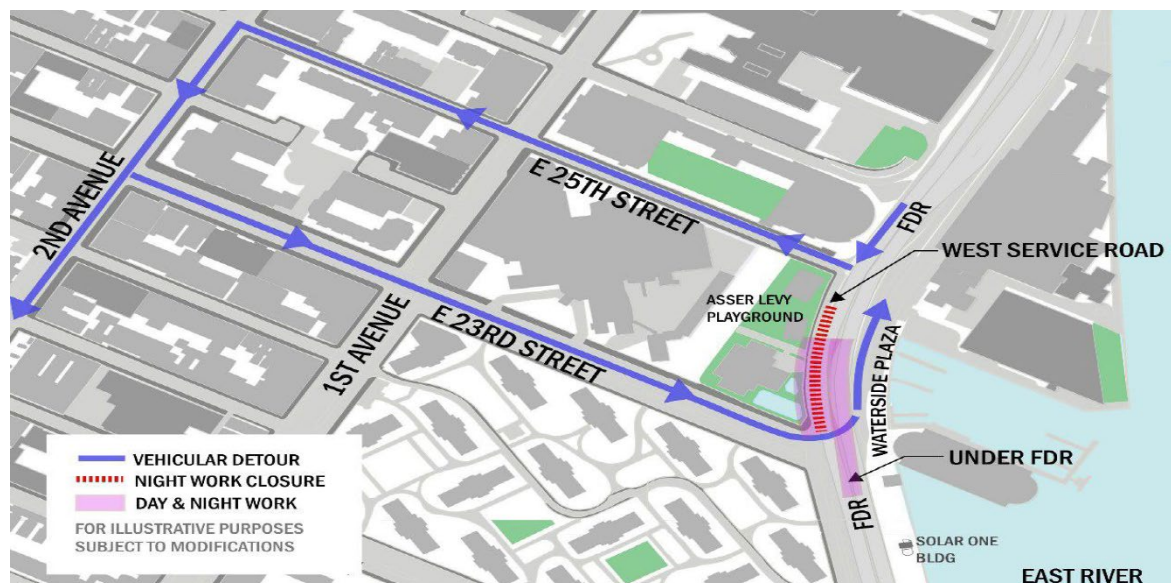 2ND AVENUE
E 25TH STREET
FDR
WEST SERVICE ROAD
ASSER LEVY
PLAYGROUND
1ST AVENUE
E 23RD STREET
WATERSIDE PLAZA
UNDER FDR
FDR
VEHICULAR DETOUR
NIGHT WORK CLOSURE
DAY & NIGHT WORK
FOR ILLUSTRATIVE PURPOSES
SUBJECT TO MODIFICATIONS
SOLAR ONE
BLDG
EAST RIVER